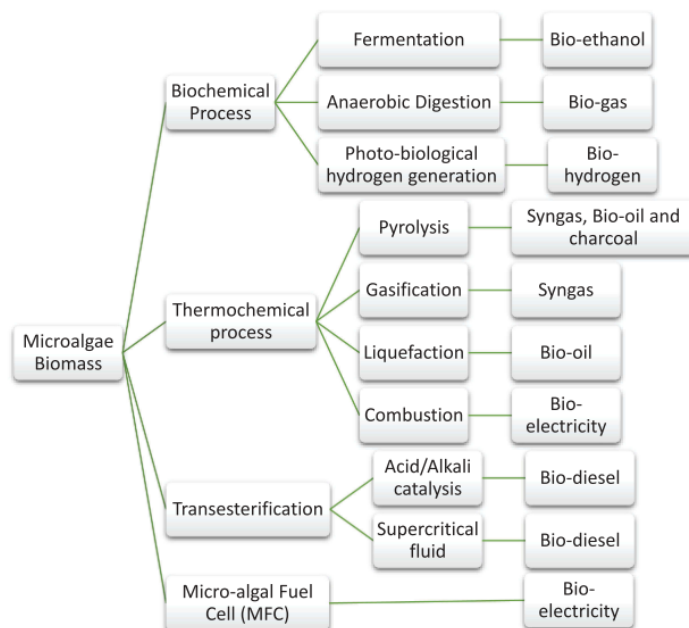 Fermentation
Bio-ethanol
Biochemical
Process
Anaerobic Digestion
Bio-gas
Photo-biological
hydrogen generation
Bio-
hydrogen
Pyrolysis
Syngas, Bio-oil and
charcoal
Gasification
Syngas
Thermochemical
process
Microalgae
Biomass
Liquefaction
Bio-oil
Combustion
Bio-
electricity
Transesterification
Acid/Alkali
catalysis
Bio-diesel
Supercritical
fluid
Bio-diesel
Micro-algal Fuel
Cell (MFC)
Bio-
electricity